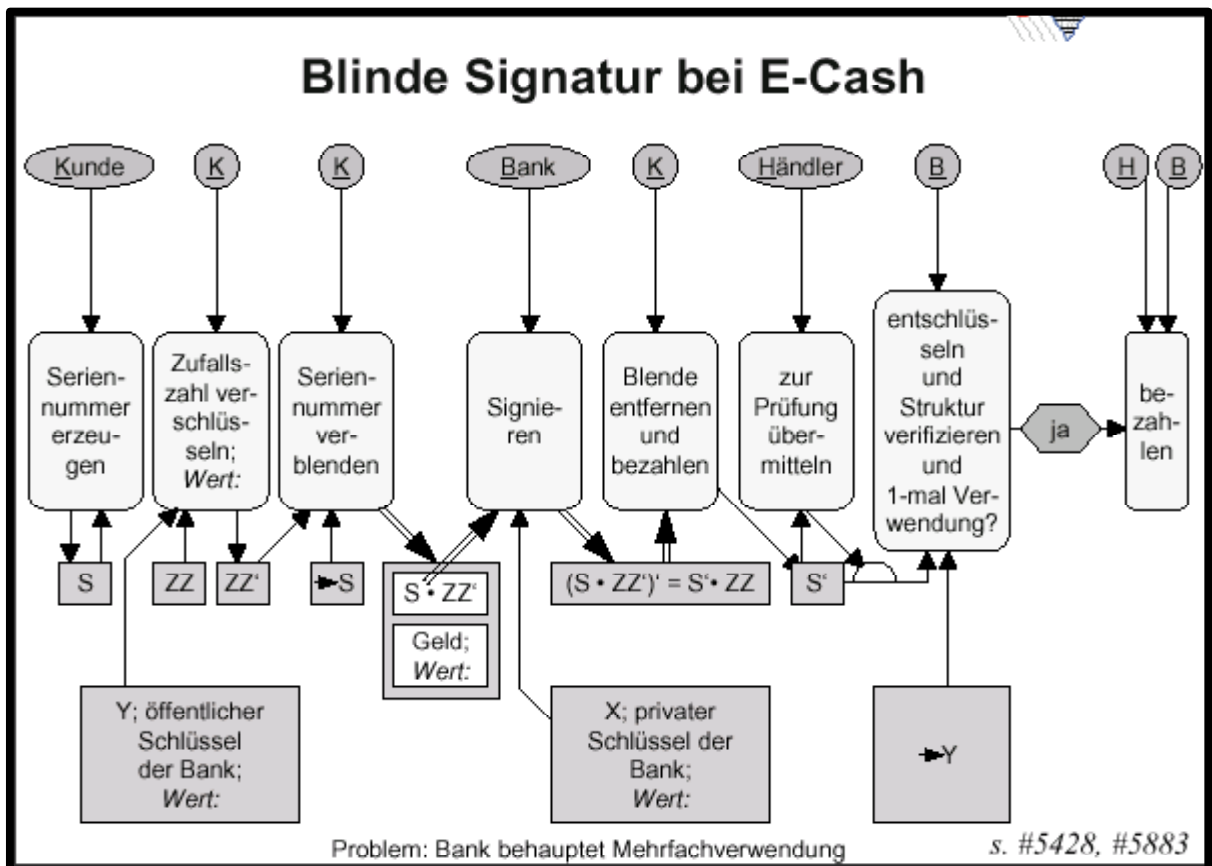 Blinde Signatur bei E-Cash
Kunde
K
K
Bank
K
Händler
B
H
B
Serien-
nummer
erzeu-
gen
Zufalls-
zahl ver-
schlüs-
seln;
Wert:
Serien-
nummer
ver-
blenden
Signie-
ren
Blende
entfernen
und
bezahlen
zur
Prüfung
über-
mitteln
entschlüs-
seln
und
Struktur
verifizieren
und
1-mal Ver-
wendung?
ja
be-
zah-
len
S
ZZ
ZZ‘
S
S • ZZ‘
Geld;
Wert:
(S • ZZ‘)‘ = S‘• ZZ
S‘
Y; öffentlicher
Schlüssel
der Bank;
Wert:
X; privater
Schlüssel der
Bank;
Wert:
Y
Problem: Bank behauptet Mehrfachverwendung
s. #5428, #5883